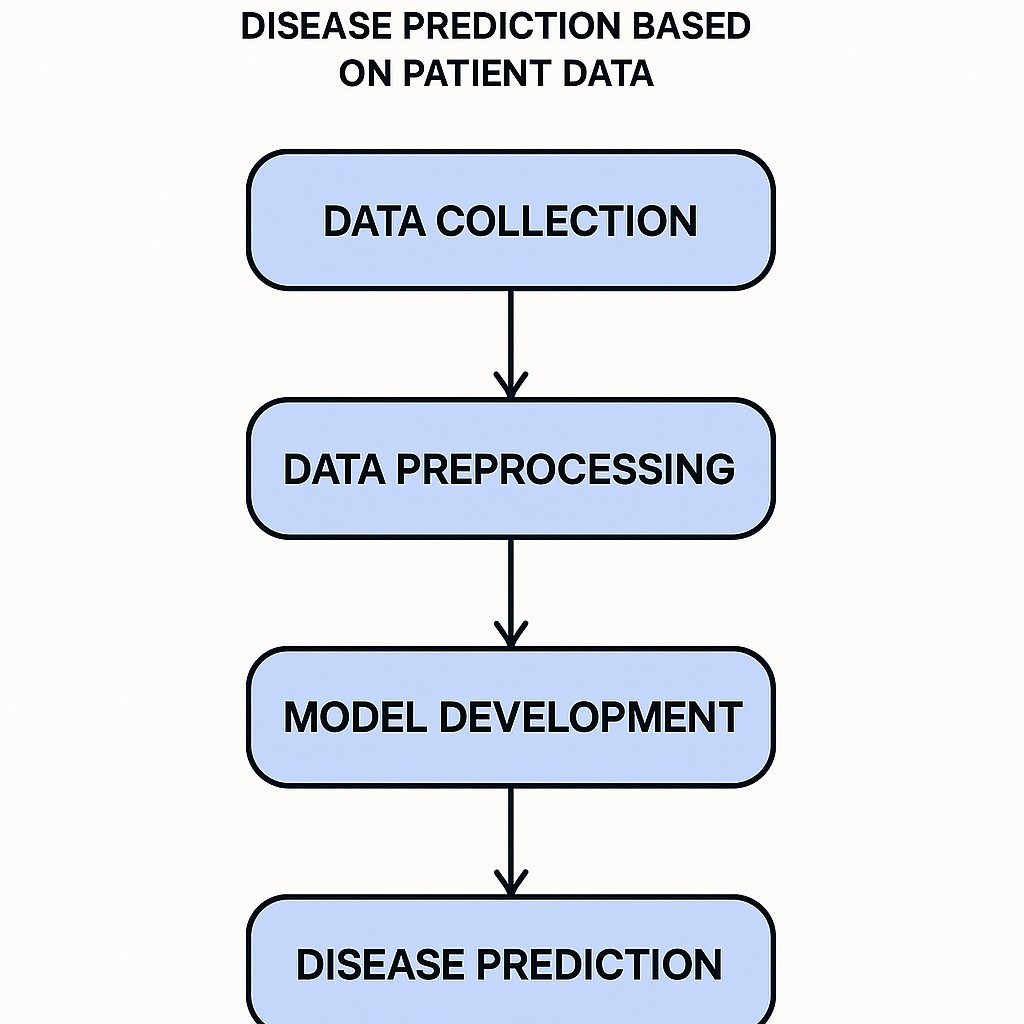 DISEASE PREDICTION BASED
ON PATIENT DATA
DATA COLLECTION
DATA PREPROCESSING
MODEL DEVELOPMENT
DISEASE PREDICTION